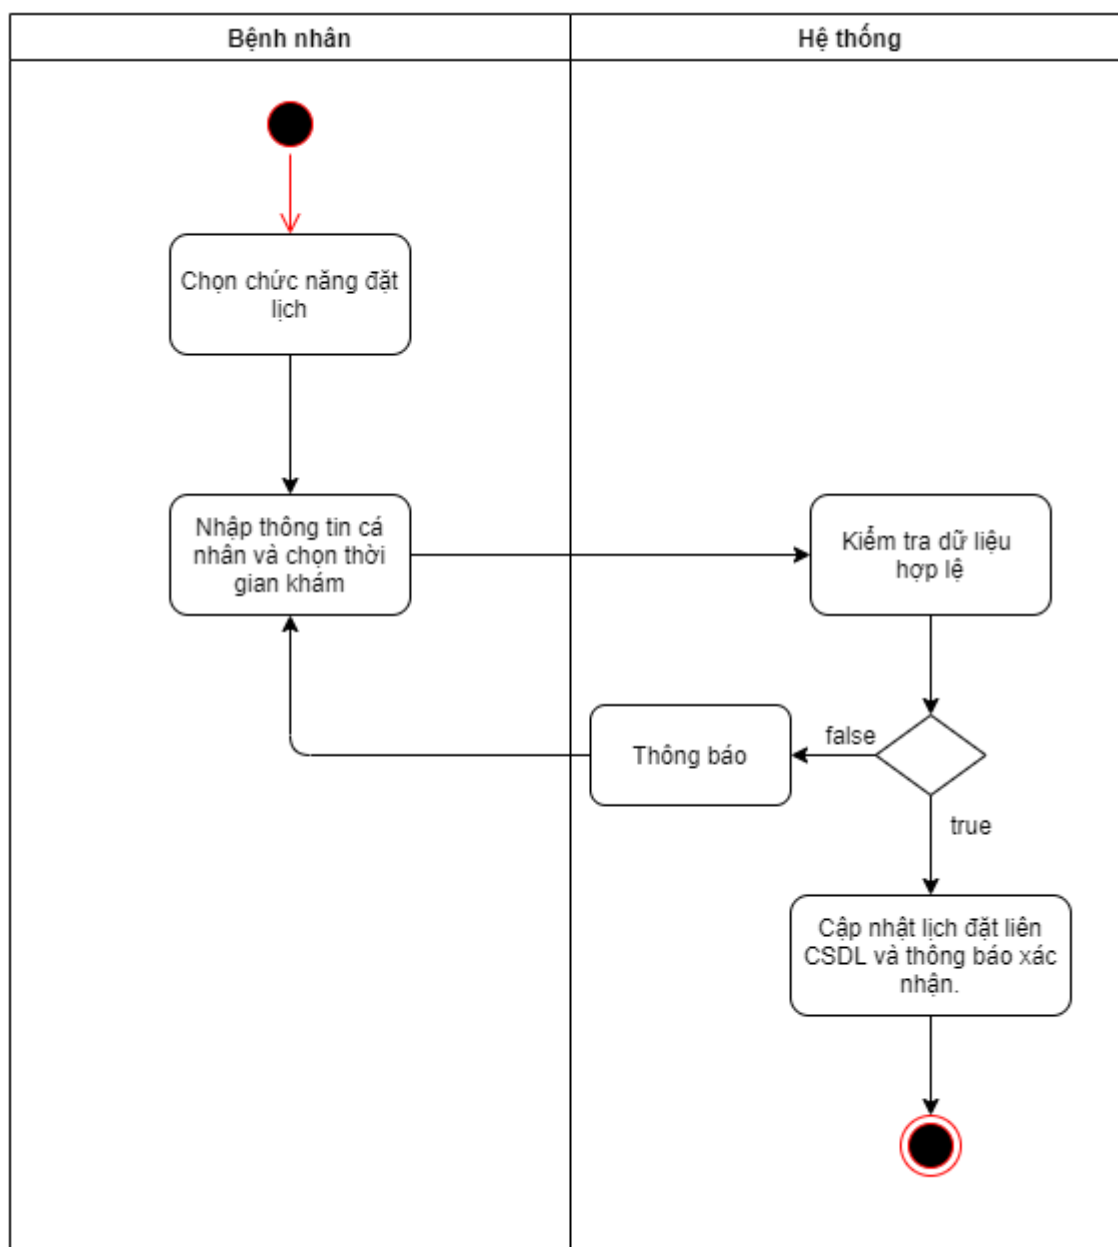 Bệnh nhân
Hệ thống
Chọn chức năng đặt
lịch
Nhập thông tin cá
nhân và chọn thời
gian khám
Kiểm tra dữ liệu
hợp lệ
Thông báo
false
true
Cập nhật lịch đặt liên
CSDL và thông báo xác
nhận.